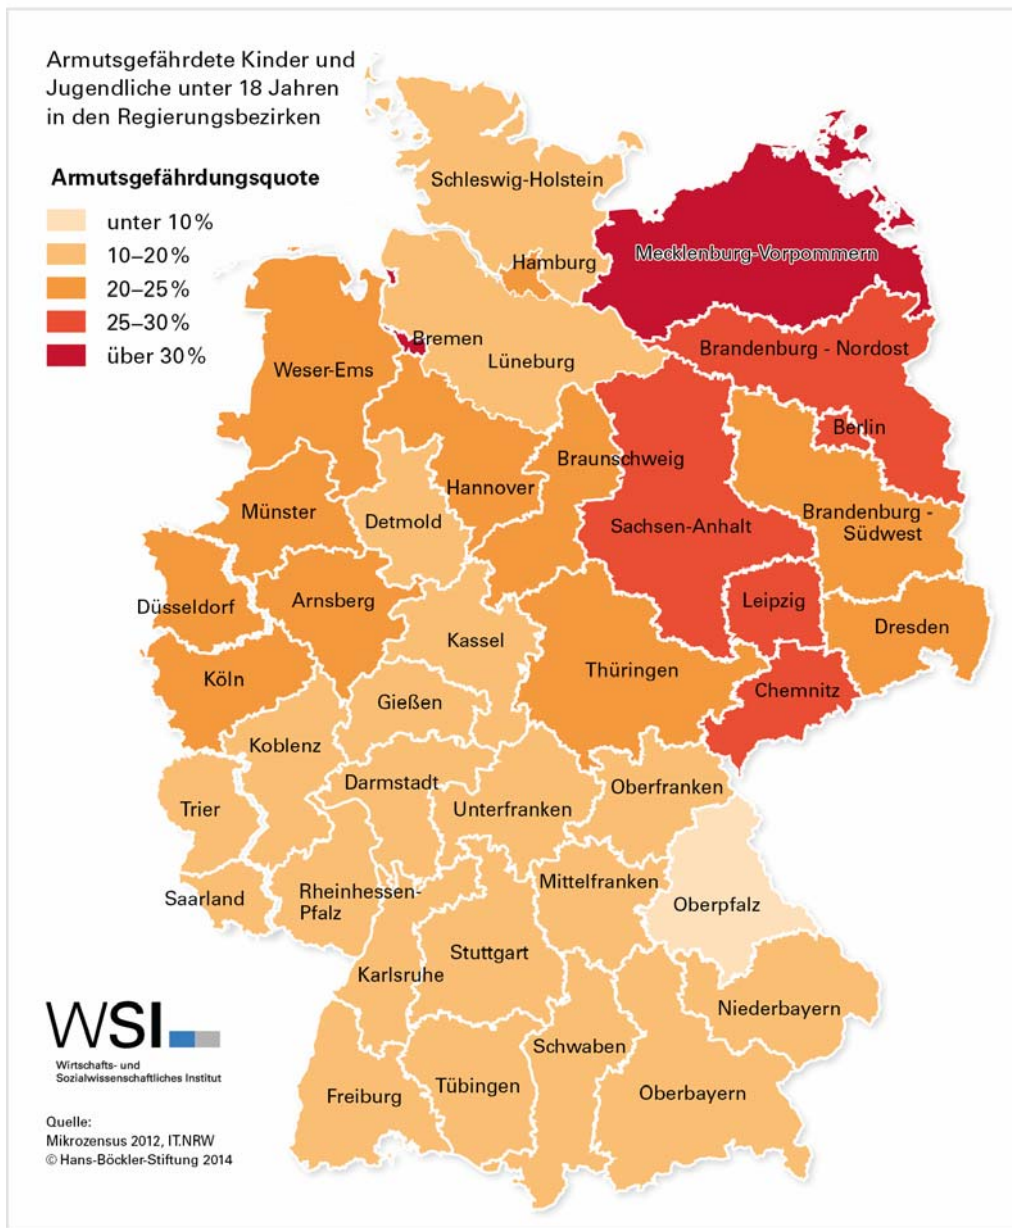 Armutsgefährdete Kinder und
Jugendliche unter 18 Jahren
in den Regierungsbezirken
Armutsgefährdungsquote
unter 10%
10–20%
20–25%
25–30%
über 30%
Schleswig-Holstein
Mecklenburg-Vorpommern
Hamburg
Bremen
Lüneburg
Brandenburg - Nordost
Weser-Ems
Berlin
Braunschweig
Hannover
Münster
Detmold
Sachsen-Anhalt
Brandenburg -
Südwest
Düsseldorf
Arnsberg
Leipzig
Dresden
Kassel
Köln
Thüringen
Chemnitz
Gießen
Koblenz
Darmstadt
Oberfranken
Trier
Unterfranken
Saarland
Rheinhessen-
Pfalz
Mittelfranken
Oberpfalz
Stuttgart
Karlsruhe
Niederbayern
Schwaben
Freiburg
Tübingen
Oberbayern
WSI
Wirtschafts- und
Sozialwissenschaftliches Institut
Quelle:
Mikrozensus 2012, IT.NRW
© Hans-Böckler-Stiftung 2014